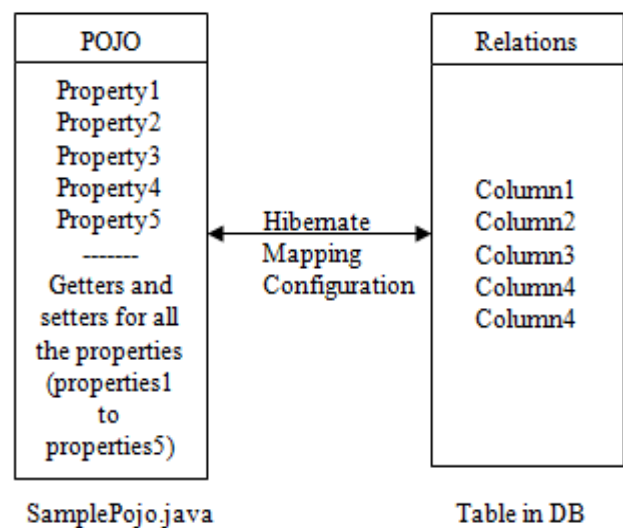 POJO
Property1
Property2
Property3
Property4
Property5
-------
Getters and
setters for all
the properties
(properties1
to
properties5)
SamplePojo.java
Hibernate
Mapping
Configuration
Relations
Column1
Column2
Column3
Column4
Column4
Table in DB